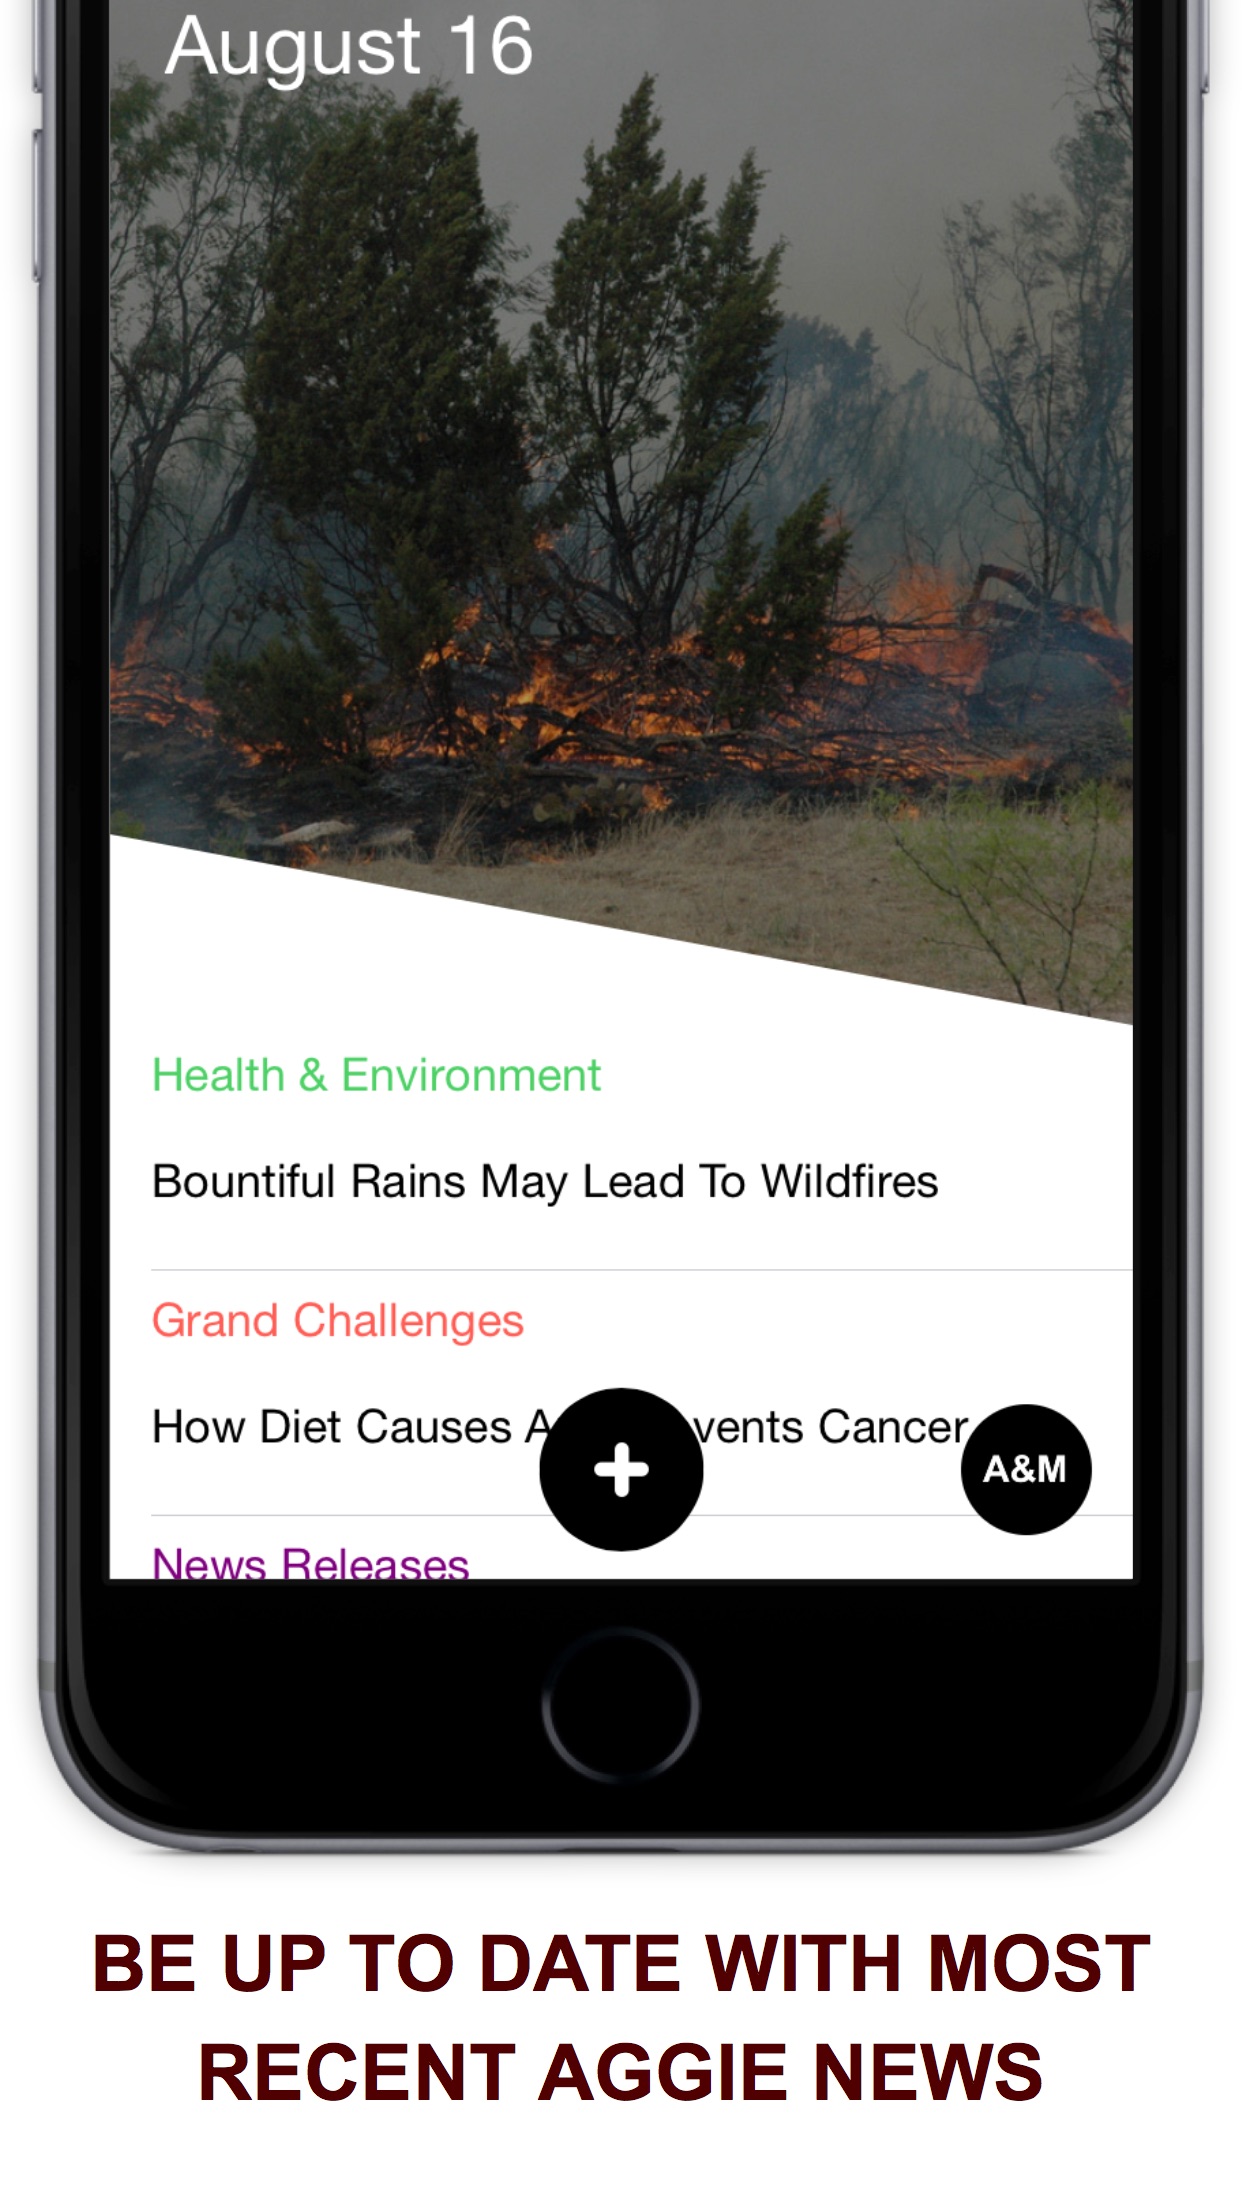 August 16
Health & Environment
Bountiful Rains May Lead To Wildfires
Grand Challenges
How Diet Causes A vents Cancer
A&M
News Releases
BE UP TO DATE WITH MOST
RECENT AGGIE NEWS